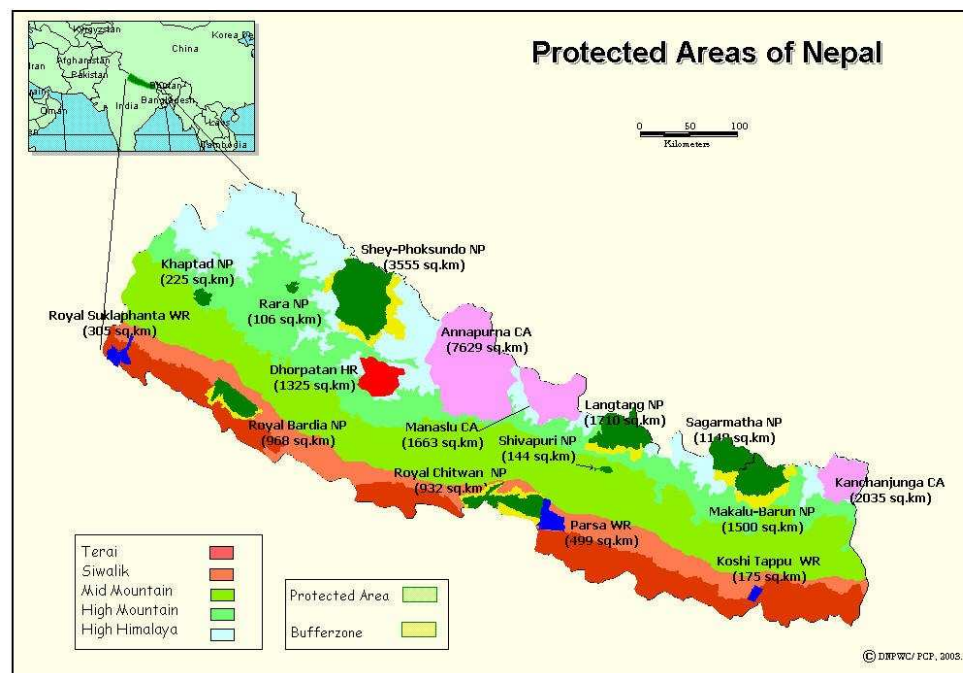 Protected Areas of Nepal
Kyrgyzstan
Korea De
China
Afghanistan
Iran
Pakistan
Bhutan
Bangladesh
India
Oman
Laos
Cambodia
0 50 100
Kilometers
Shey-Phoksundo NP
(3555 sq.km)
Khaptad NP
(225 sq.km)
Rara NP
(106 sq.km)
Royal Suklaphanta WR
(305 sq.km)
Annapurna CA
(7629 sq.km)
Dhorpatan HR
(1325 sq.km)
Langtang NP
(1710 sq.km)
Sagarmatha NP
(1148 sq.km)
Royal Bardia NP
(968 sq.km)
Manaslu CA
(1663 sq.km)
Shivapuri NP
(144 sq.km)
Royal Chitwan NP
(932 sq.km)
Kanchanjunga CA
(2035 sq.km)
Makalu-Barun NP
(1500 sq.km)
Parsa WR
(499 sq.km)
Koshi Tappu WR
(175 sq.km)
Terai
Siwalik
Mid Mountain
High Mountain
High Himalaya
Protected Area
Bufferzone
© DNPWC/ PCP, 2003.